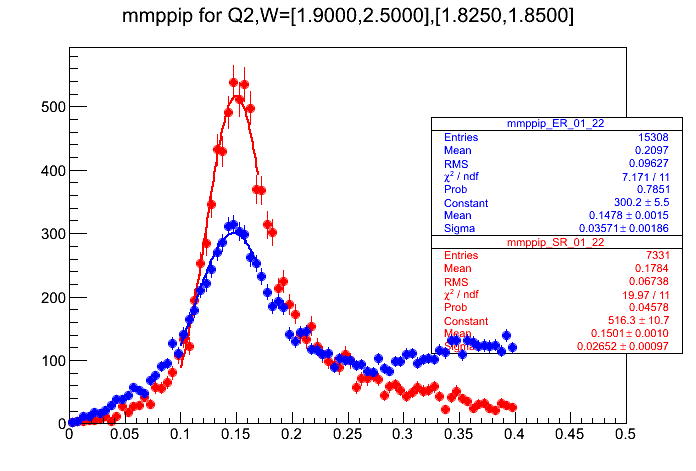 mmppip for Q2,W=[1.9000,2.5000],[1.8250,1.8500]
500
400
300
200
100
0
0 0.05 0.1 0.15 0.2 0.25 0.3 0.35 0.4 0.45 0.5
mmppip_ER_01_22
Entries 15308
Mean 0.2097
RMS 0.09627
χ² / ndf 7.171 / 11
Prob 0.7851
Constant 300.2 ± 5.5
Mean 0.1478 ± 0.0015
Sigma 0.03571 ± 0.00186
mmppip_SR_01_22
Entries 7331
Mean 0.1784
RMS 0.06738
χ² / ndf 19.97 / 11
Prob 0.04578
Constant 516.3 ± 10.7
Mean 0.1501 ± 0.0010
Sigma 0.02652 ± 0.00097